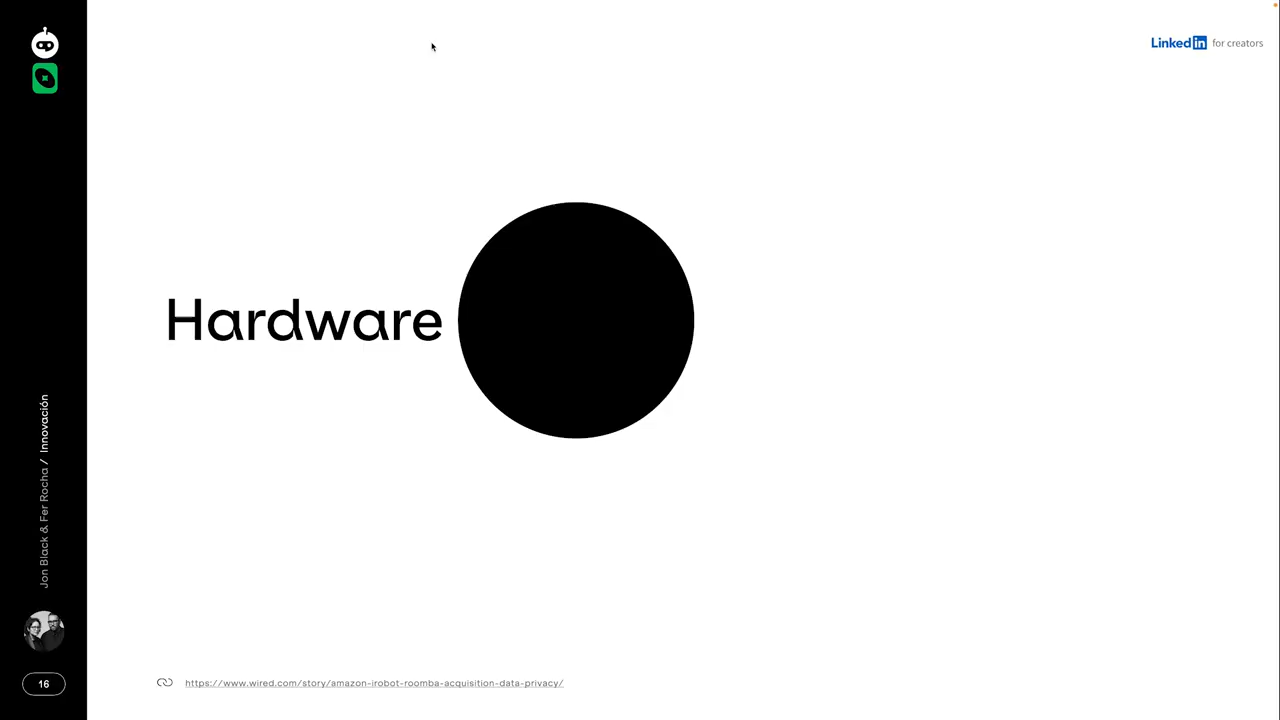 Linked in for creators
Hardware
Jon Black & Fer Rocha / Innovación
16
https://www.wired.com/story/amazon-irobot-roomba-acquisition-data-privacy/